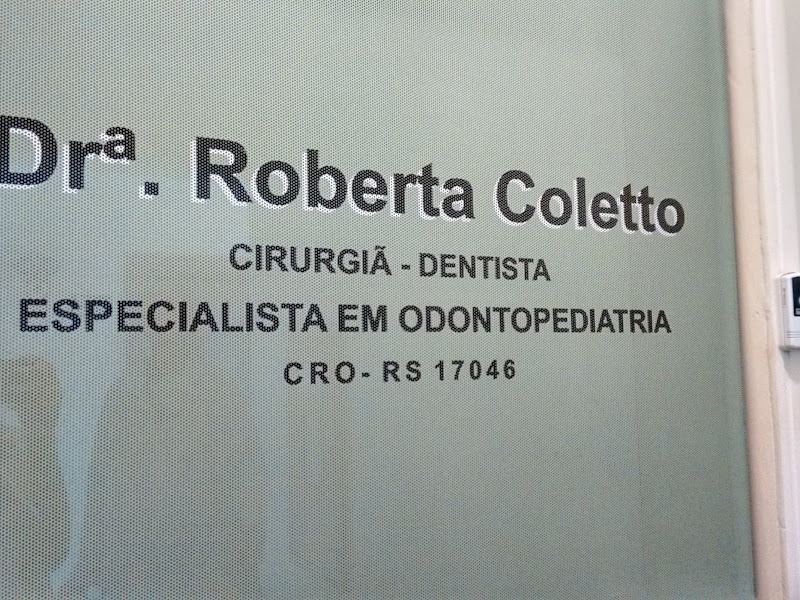 Drª. Roberta Coletto
CIRURGIÃ - DENTISTA
ESPECIALISTA EM ODONTOPEDIATRIA
CRO- RS 17046